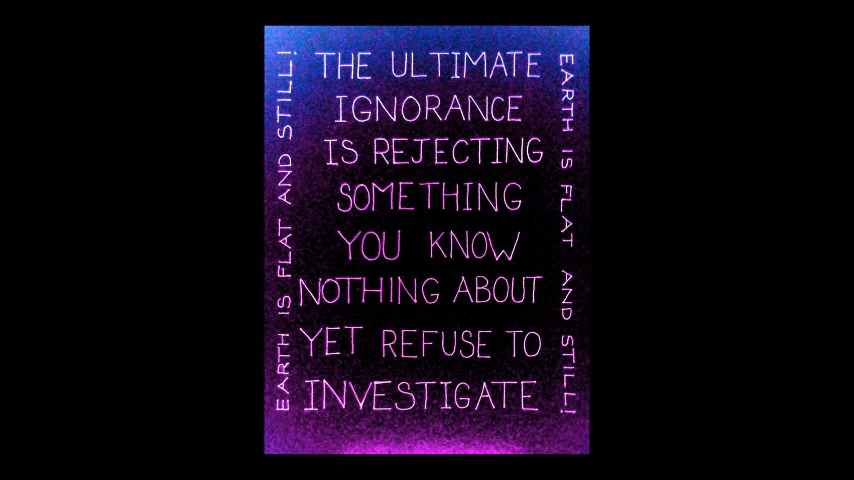 EARTH IS FLAT AND STILL!
THE ULTIMATE
IGNORANCE
IS REJECTING
SOMETHING
YOU KNOW
NOTHING ABOUT
YET REFUSE TO
INVESTIGATE
EARTH IS FLAT AND STILL!